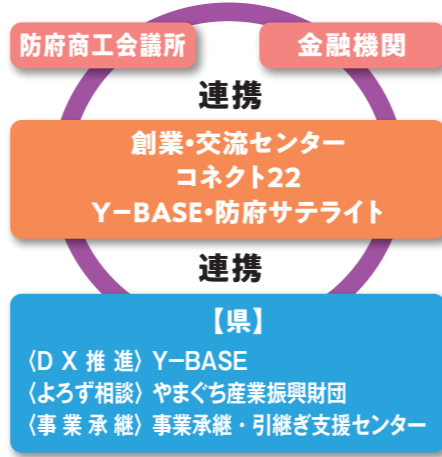 防府商工会議所
金融機関
連携
創業・交流センター
コネクト22
Y−BASE・防府サテライト
連携
【県】
〈DX推進〉Y−BASE
〈よろず相談〉やまぐち産業振興財団
〈事業承継〉事業承継・引継ぎ支援センター